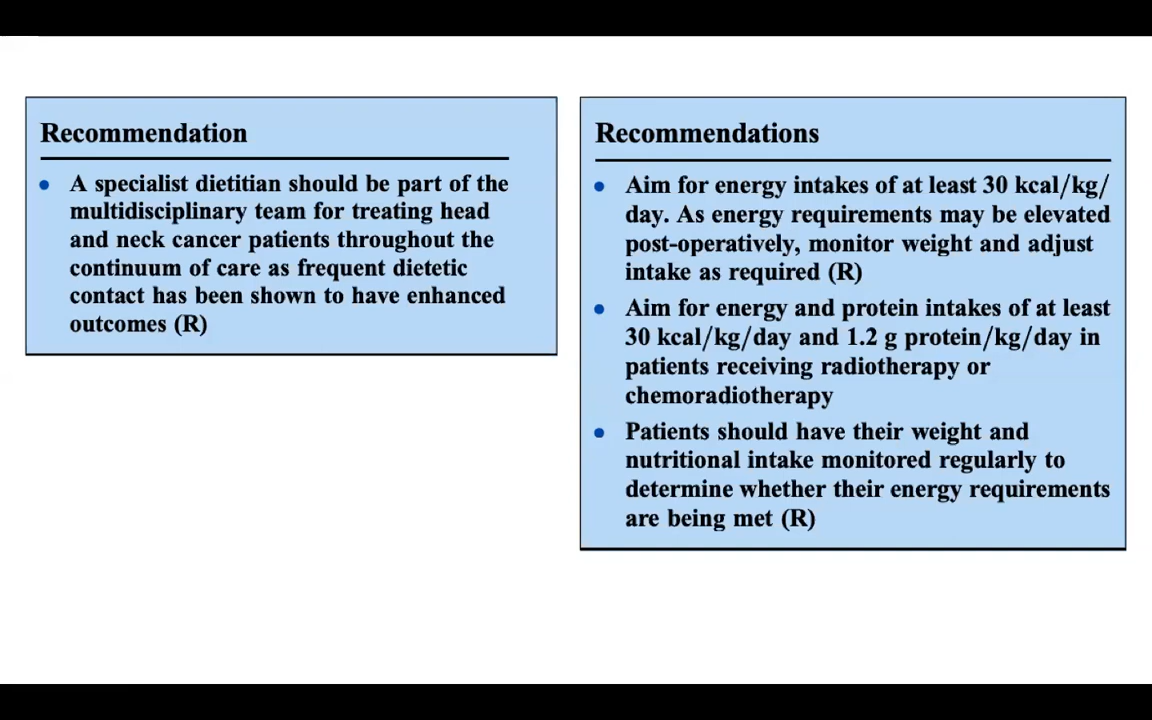 Recommendation
• A specialist dietitian should be part of the
multidisciplinary team for treating head
and neck cancer patients throughout the
continuum of care as frequent dietetic
contact has been shown to have enhanced
outcomes (R)
Recommendations
• Aim for energy intakes of at least 30 kcal/kg/
day. As energy requirements may be elevated
post-operatively, monitor weight and adjust
intake as required (R)
• Aim for energy and protein intakes of at least
30 kcal/kg/day and 1.2 g protein/kg/day in
patients receiving radiotherapy or
chemoradiotherapy
• Patients should have their weight and
nutritional intake monitored regularly to
determine whether their energy requirements
are being met (R)